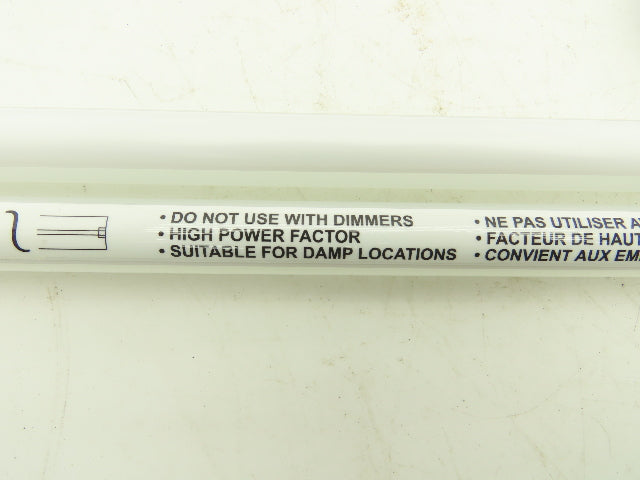 • DO NOT USE WITH DIMMERS
• HIGH POWER FACTOR
• SUITABLE FOR DAMP LOCATIONS
• NE PAS UTILISER
• FACTEUR DE HAUT
• CONVIENT AUX